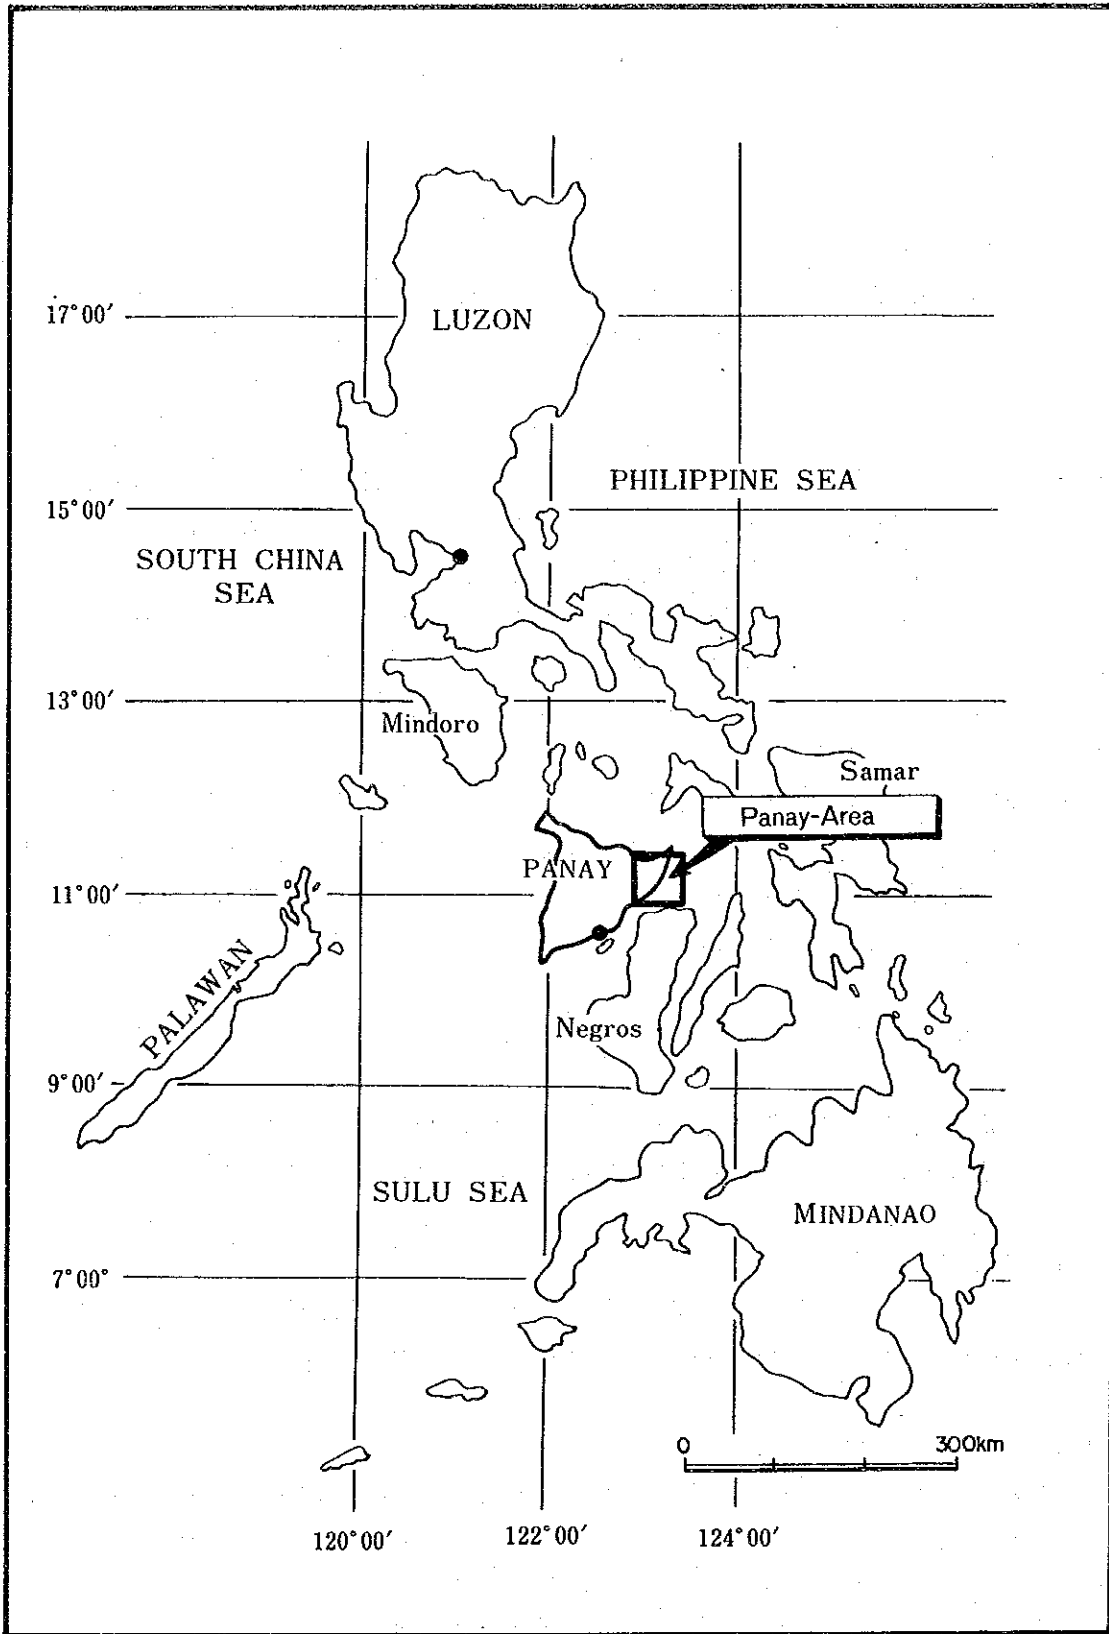 17°00′
LUZON
PHILIPPINE SEA
15°00′
SOUTH CHINA
SEA
13°00′
Mindoro
Samar
Panay-Area
PANAY
11°00′
PALAWAN
Negros
9°00′
SULU SEA
MINDANAO
7°00″
0 300km
120°00′ 122°00′ 124°00′